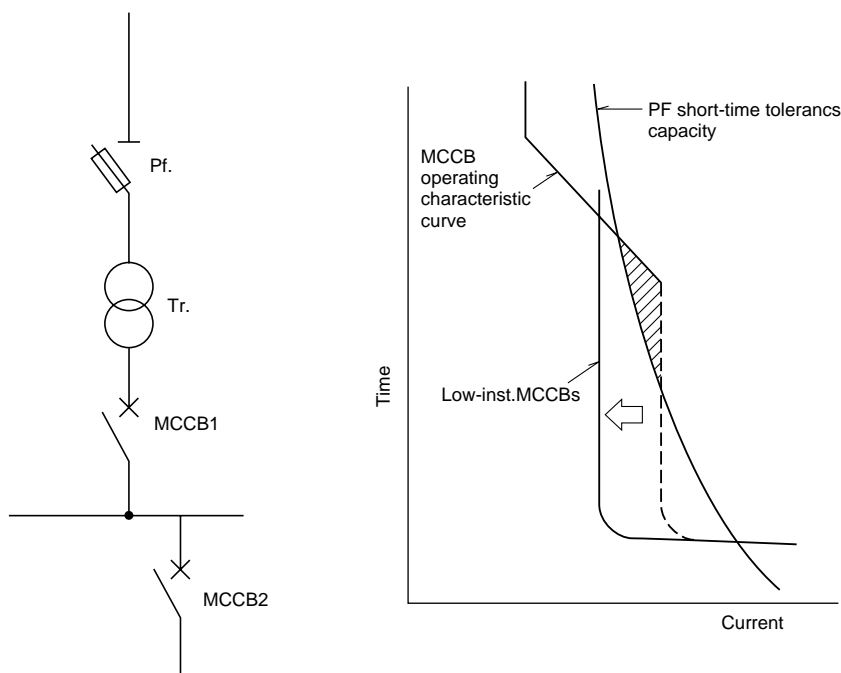 Pf.
Tr.
MCCB1
MCCB2
PF short-time tolerancs
capacity
MCCB
operating
characteristic
curve
Low-inst.MCCBs
Time
Current